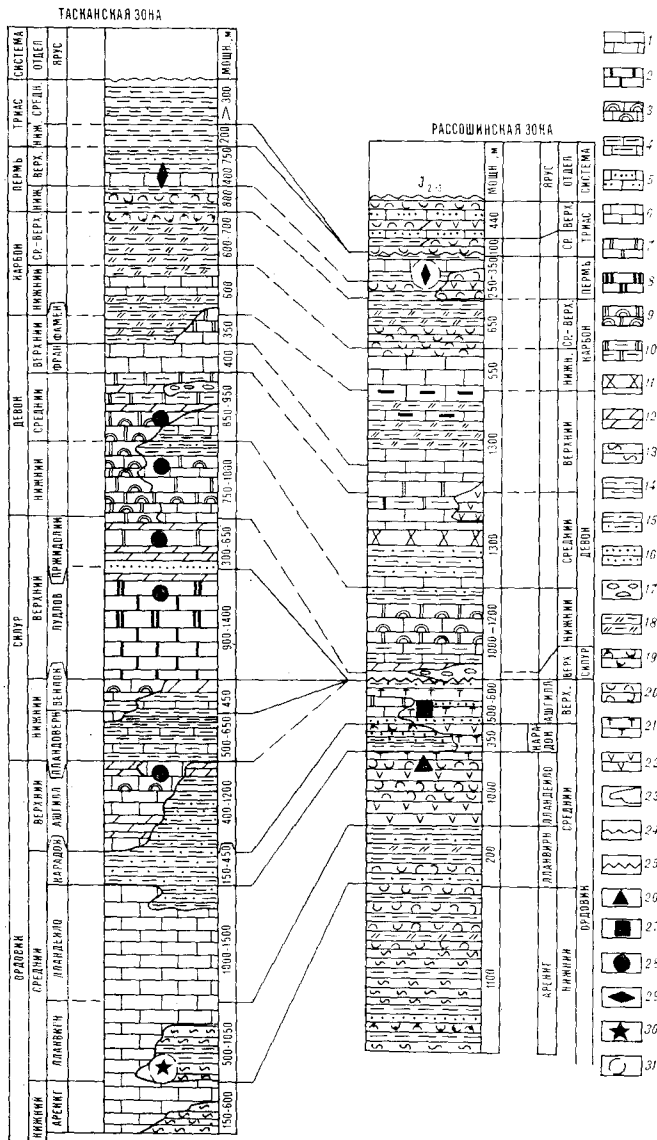 ТАСКАНСКАЯ ЗОНА
СИСТЕМА
ОТДЕЛ
ЯРУС
МОЩН., м
ТРИАС
СРЕДН.
НИЖ.
ПЕРМЬ
ВЕРХ.
НИЖ.
КАРБОН
СР.-ВЕРХ.
НИЖНИЙ
ДЕВОН
ВЕРХНИЙ
ФАМЕН
ФРАН
СРЕДНИЙ
НИЖНИЙ
СИЛУР
ВЕРХНИЙ
ПРЖИДОЛИЙ
ЛУДЛОВ
НИЖНИЙ
ВЕНЛОК
ЛЛАНДОВЕРИ
ОРДОВИК
ВЕРХНИЙ
АШГИЛЛ
КАРАДОК
СРЕДНИЙ
ЛЛАНДЕЙЛО
ЛЛАНВИРН
НИЖНИЙ
АРЕНИГ
300
200
750
400
600-700
600
350
400
850-950
750-1000
300-650
900-1400
450
500-650
400-1200
150-450
1000-1500
500-1050
150-600
РАССОШИНСКАЯ ЗОНА
МОЩН., м
ЯРУС
ОТДЕЛ
СИСТЕМА
440
100
250-350
650
550
1300
1300
1000-1200
500-600
350
1000
200
1100
ВЕРХ.
СР.
ТРИАС
ПЕРМЬ
СР.-ВЕРХ.
НИЖН.
КАРБОН
ВЕРХНИЙ
СРЕДНИЙ
НИЖНИЙ
ДЕВОН
ВЕРХ
СИЛУР
АШГИЛЛ
ВЕРХ.
КАРА
ДОК
ЛЛАНДЕЙЛО
ЛЛАНВИРН
СРЕДНИЙ
АРЕНИГ
НИЖНИЙ
ОРДОВИК
1
2
3
4
5
6
7
8
9
10
11
12
13
14
15
16
17
18
19
20
21
22
23
24
25
26
27
28
29
30
31